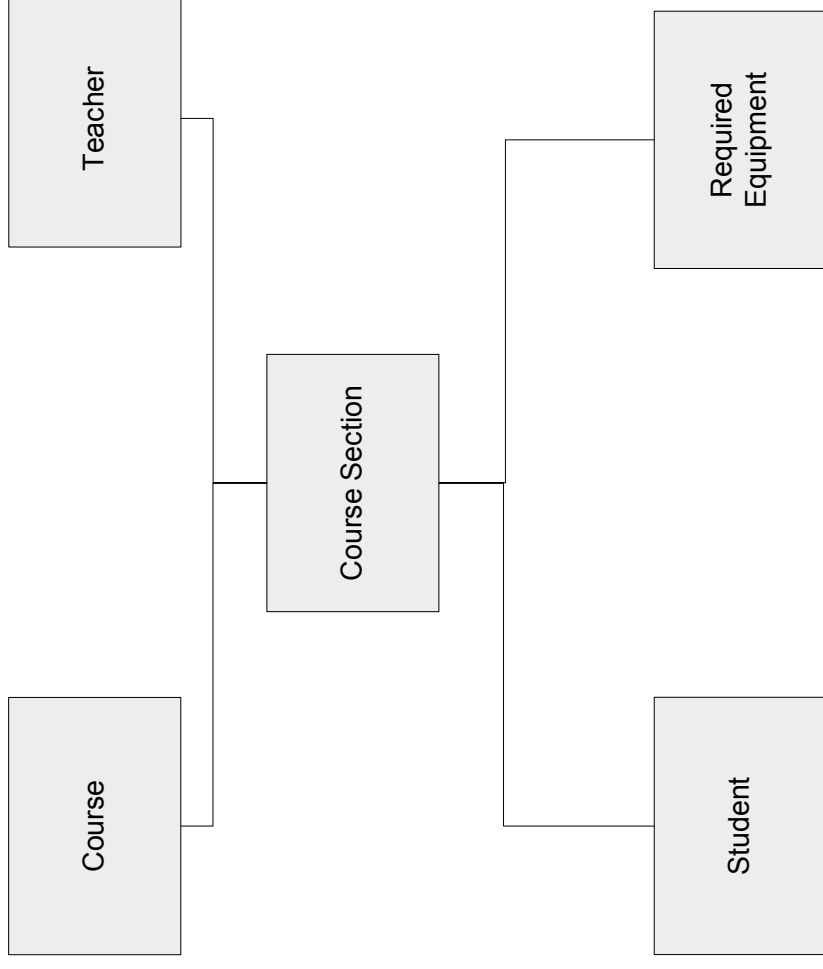 Course
Teacher
Course Section
Student
Required
Equipment